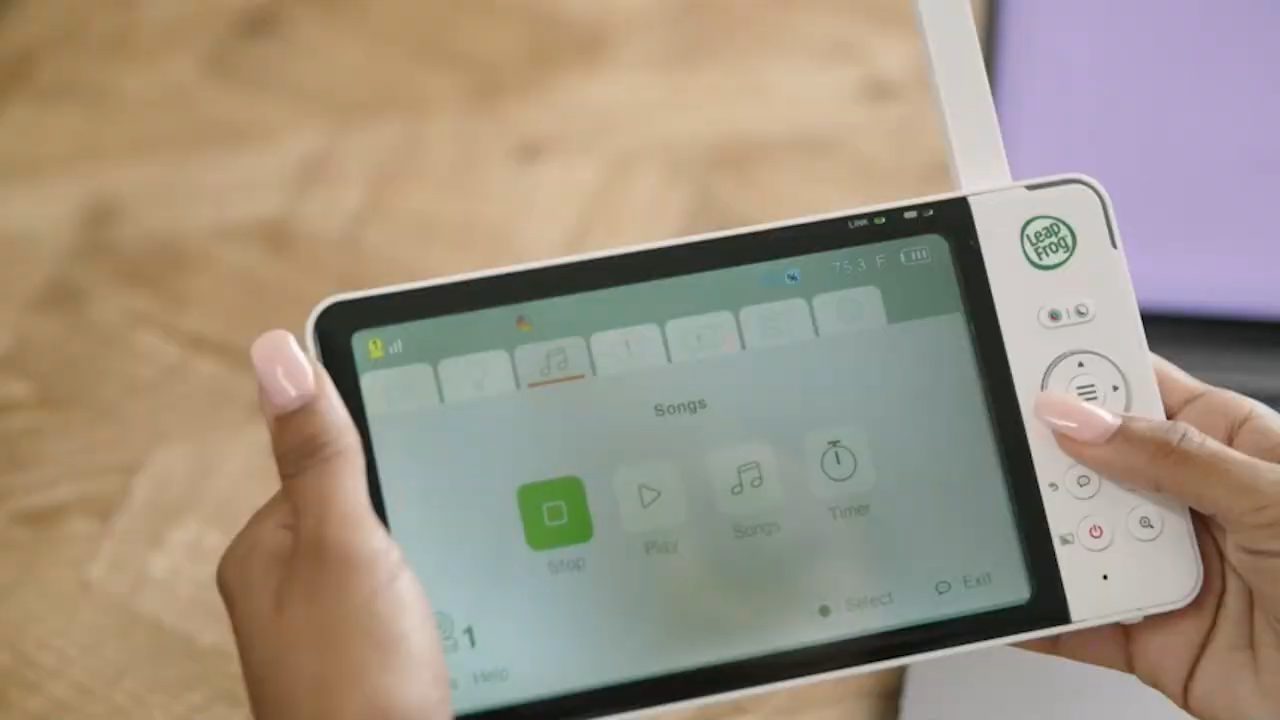 LINK
Leap
Frog
75.3 F
Songs
Stop
Play
Songs
Timer
1
Help
Select
Exit